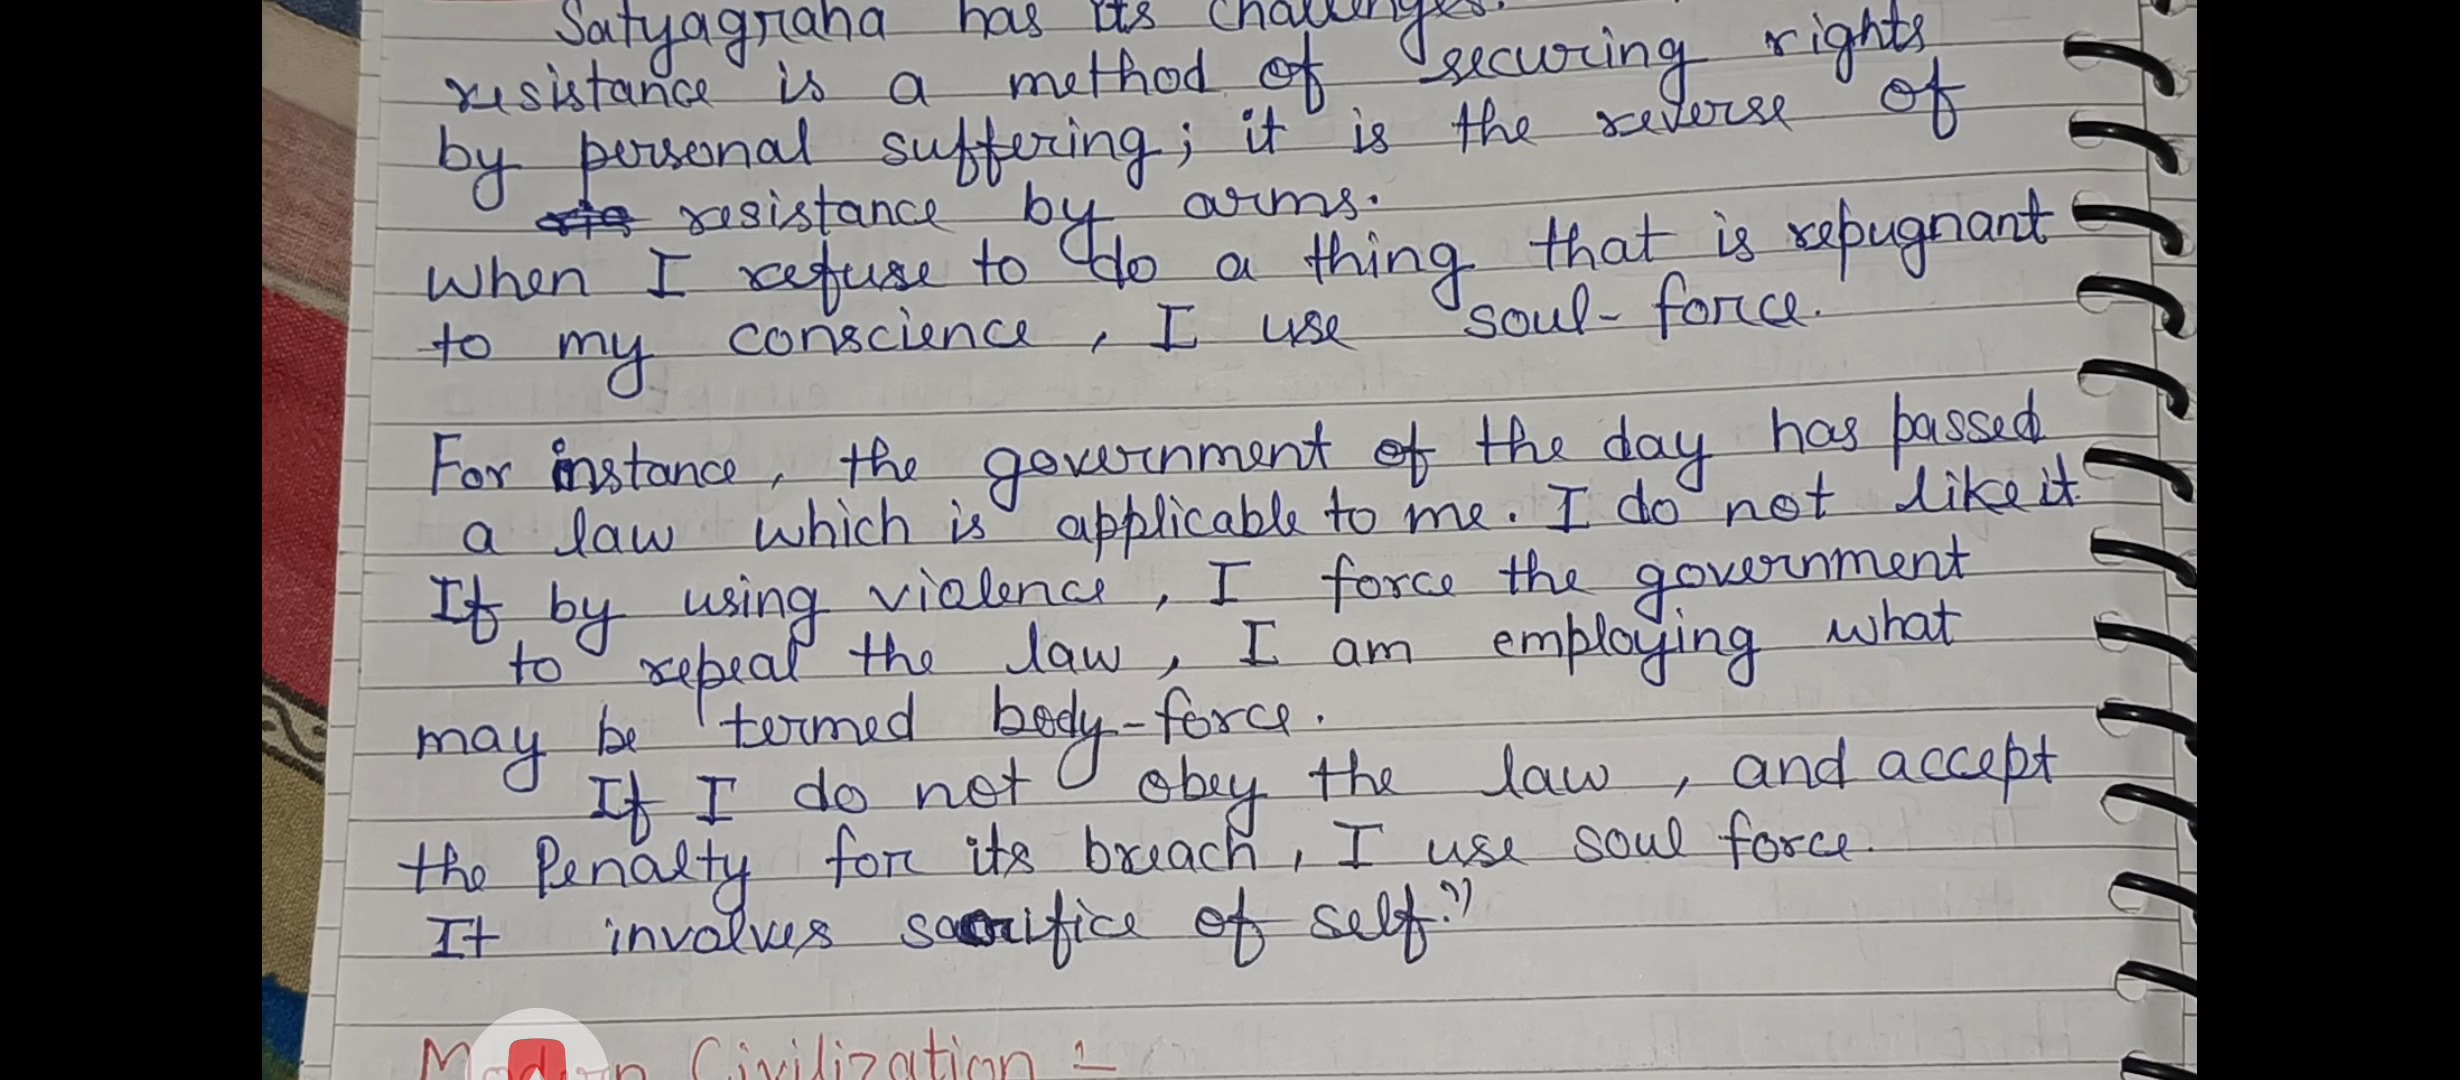 Satyagraha has its challenges.
resistance is a method of securing rights
by personal suffering; it is the reverse of
resistance by arms.
When I refuse to do a thing that is repugnant
to my conscience, I use soul-force.
For instance, the government of the day has passed
a law which is applicable to me. I do not like it
If by using violence, I force the government
to repeal the law, I am employing what
may be termed body-force.
If I do not obey the law, and accept
the Penalty for its breach, I use soul force.
It involves sacrifice of self."
Modern Civilization :-